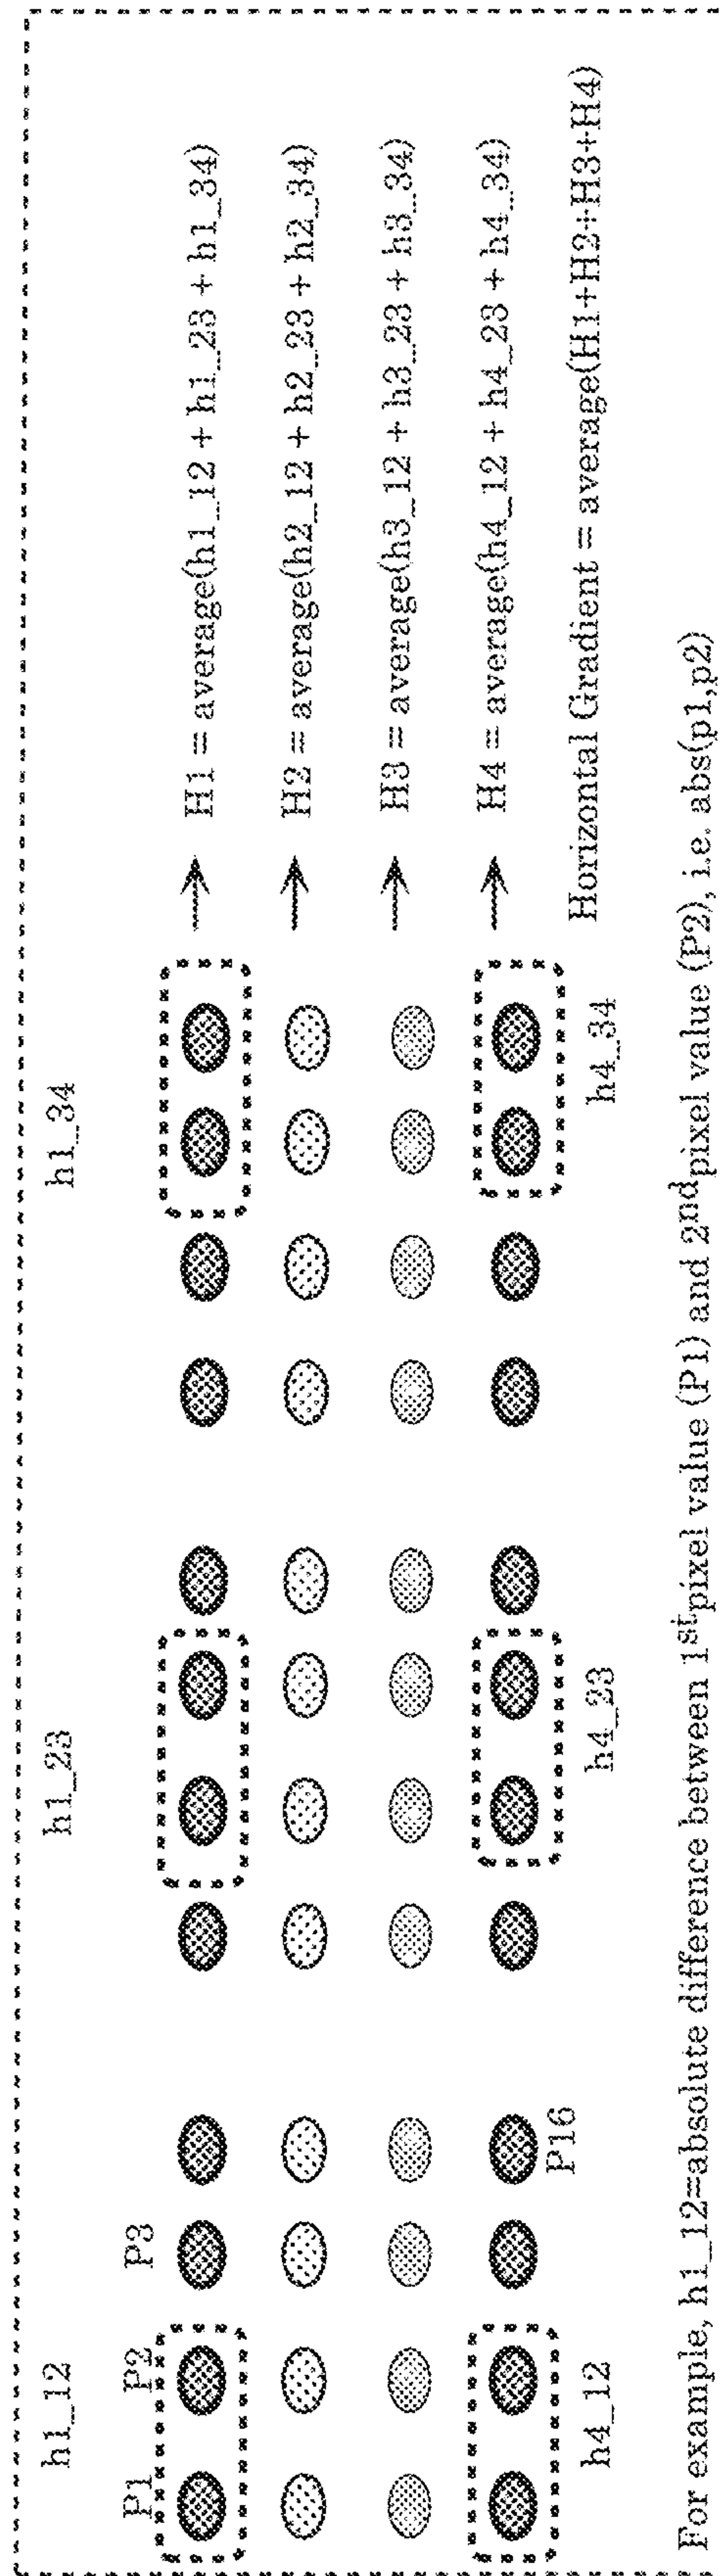 h1_12 h1_23 h1_34
P1 P2 P3
H1 = average(h1_12 + h1_23 + h1_34)
H2 = average(h2_12 + h2_23 + h2_34)
H3 = average(h3_12 + h3_23 + h3_34)
H4 = average(h4_12 + h4_23 + h4_34)
P16
h4_12 h4_23 h4_34
Horizontal Gradient = average(H1+H2+H3+H4)
For example, h1_12=absolute difference between 1st pixel value (P1) and 2nd pixel value (P2), i.e. abs(p1,p2)